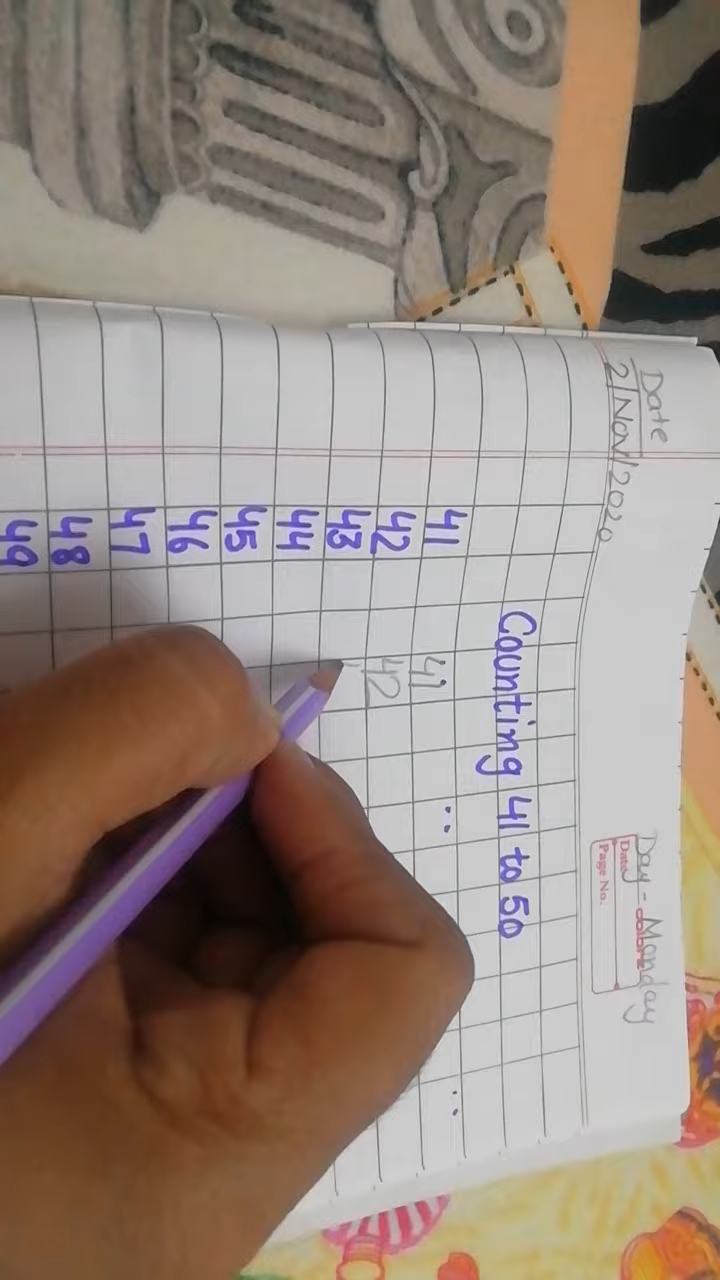 Date Day - Monday
2/Nov/2020
Date
Page No.
Counting 41 to 50
41 41
42 42
43
44
45
46
47
48
49